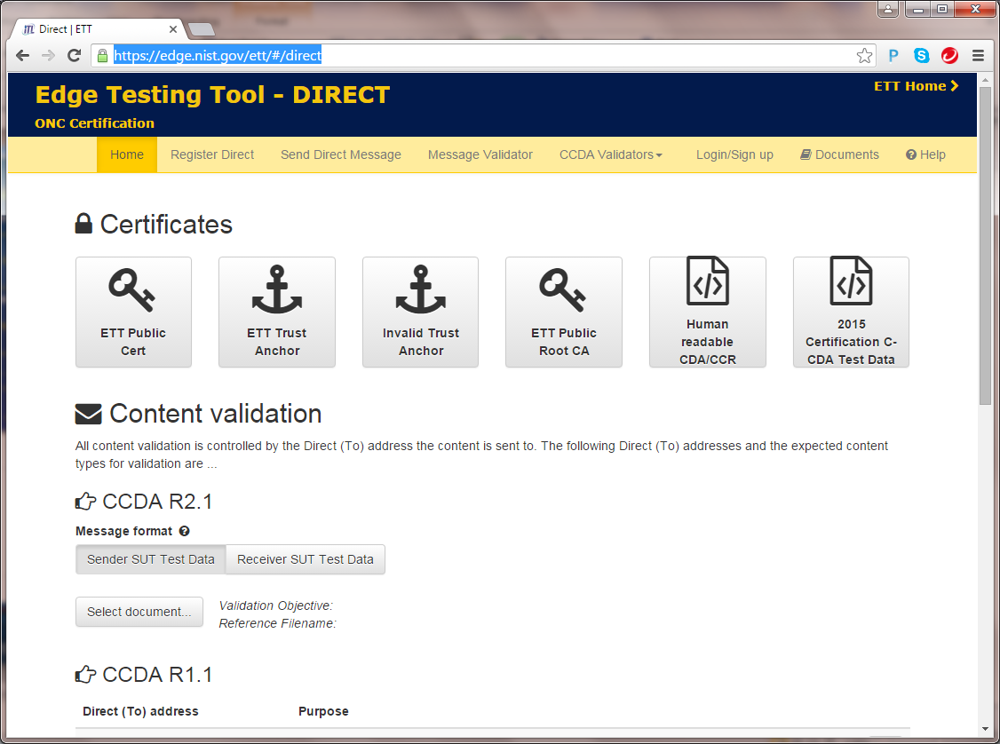 Direct | ETT
https://edge.nist.gov/ett/#/direct
P S
Edge Testing Tool - DIRECT
ETT Home
ONC Certification
Home Register Direct Send Direct Message Message Validator CCDA Validators Login/Sign up Documents Help
Certificates
ETT Public
Cert
ETT Trust
Anchor
Invalid Trust
Anchor
ETT Public
Root CA
Human
readable
CDA/CCR
2015
Certification C-
CDA Test Data
Content validation
All content validation is controlled by the Direct (To) address the content is sent to. The following Direct (To) addresses and the expected content
types for validation are ...
CCDA R2.1
Message format
Sender SUT Test Data Receiver SUT Test Data
Select document...
Validation Objective:
Reference Filename:
CCDA R1.1
Direct (To) address Purpose